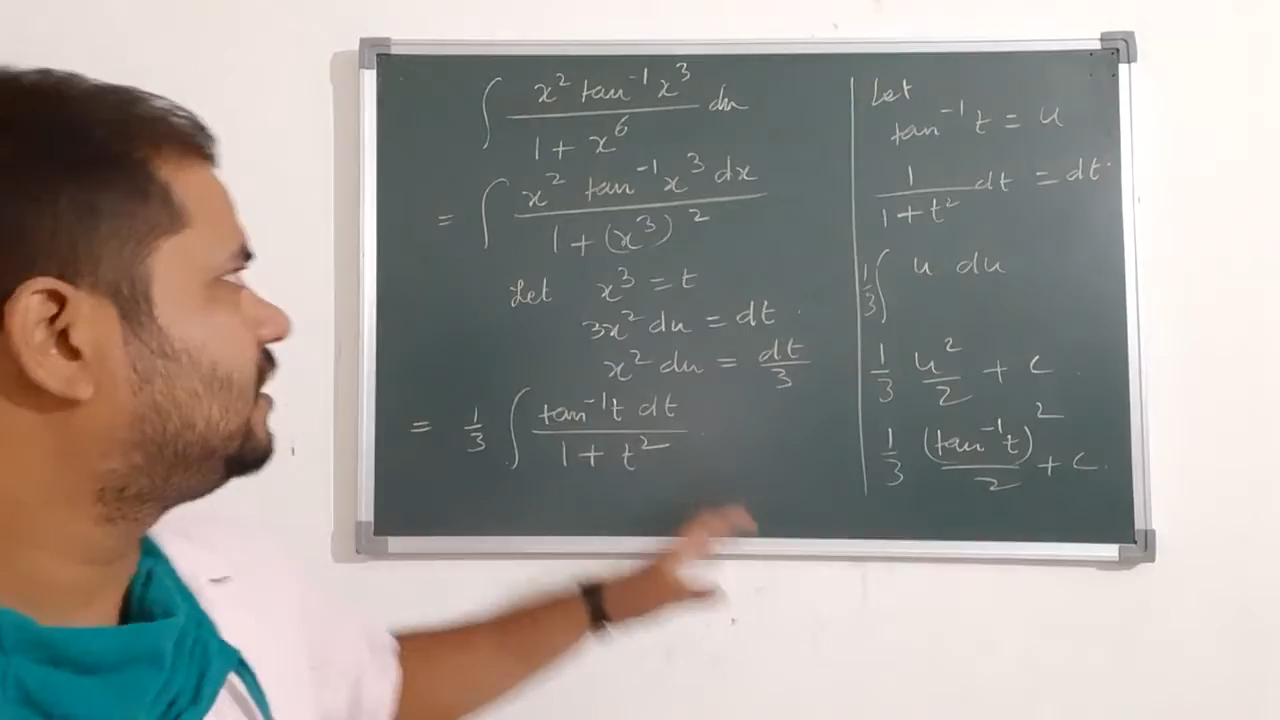 ∫ x² tan⁻¹x³ / 1 + x⁶ dx
= ∫ x² tan⁻¹x³ dx / 1 + (x³)²
Let x³ = t
3x² dx = dt
x² dx = dt/3
= 1/3 ∫ tan⁻¹t dt / 1 + t²
Let
tan⁻¹ t = u
1 / 1 + t² dt = dt
1/3 ∫ u du
1/3 u²/2 + c
1/3 (tan⁻¹t)²/2 + c